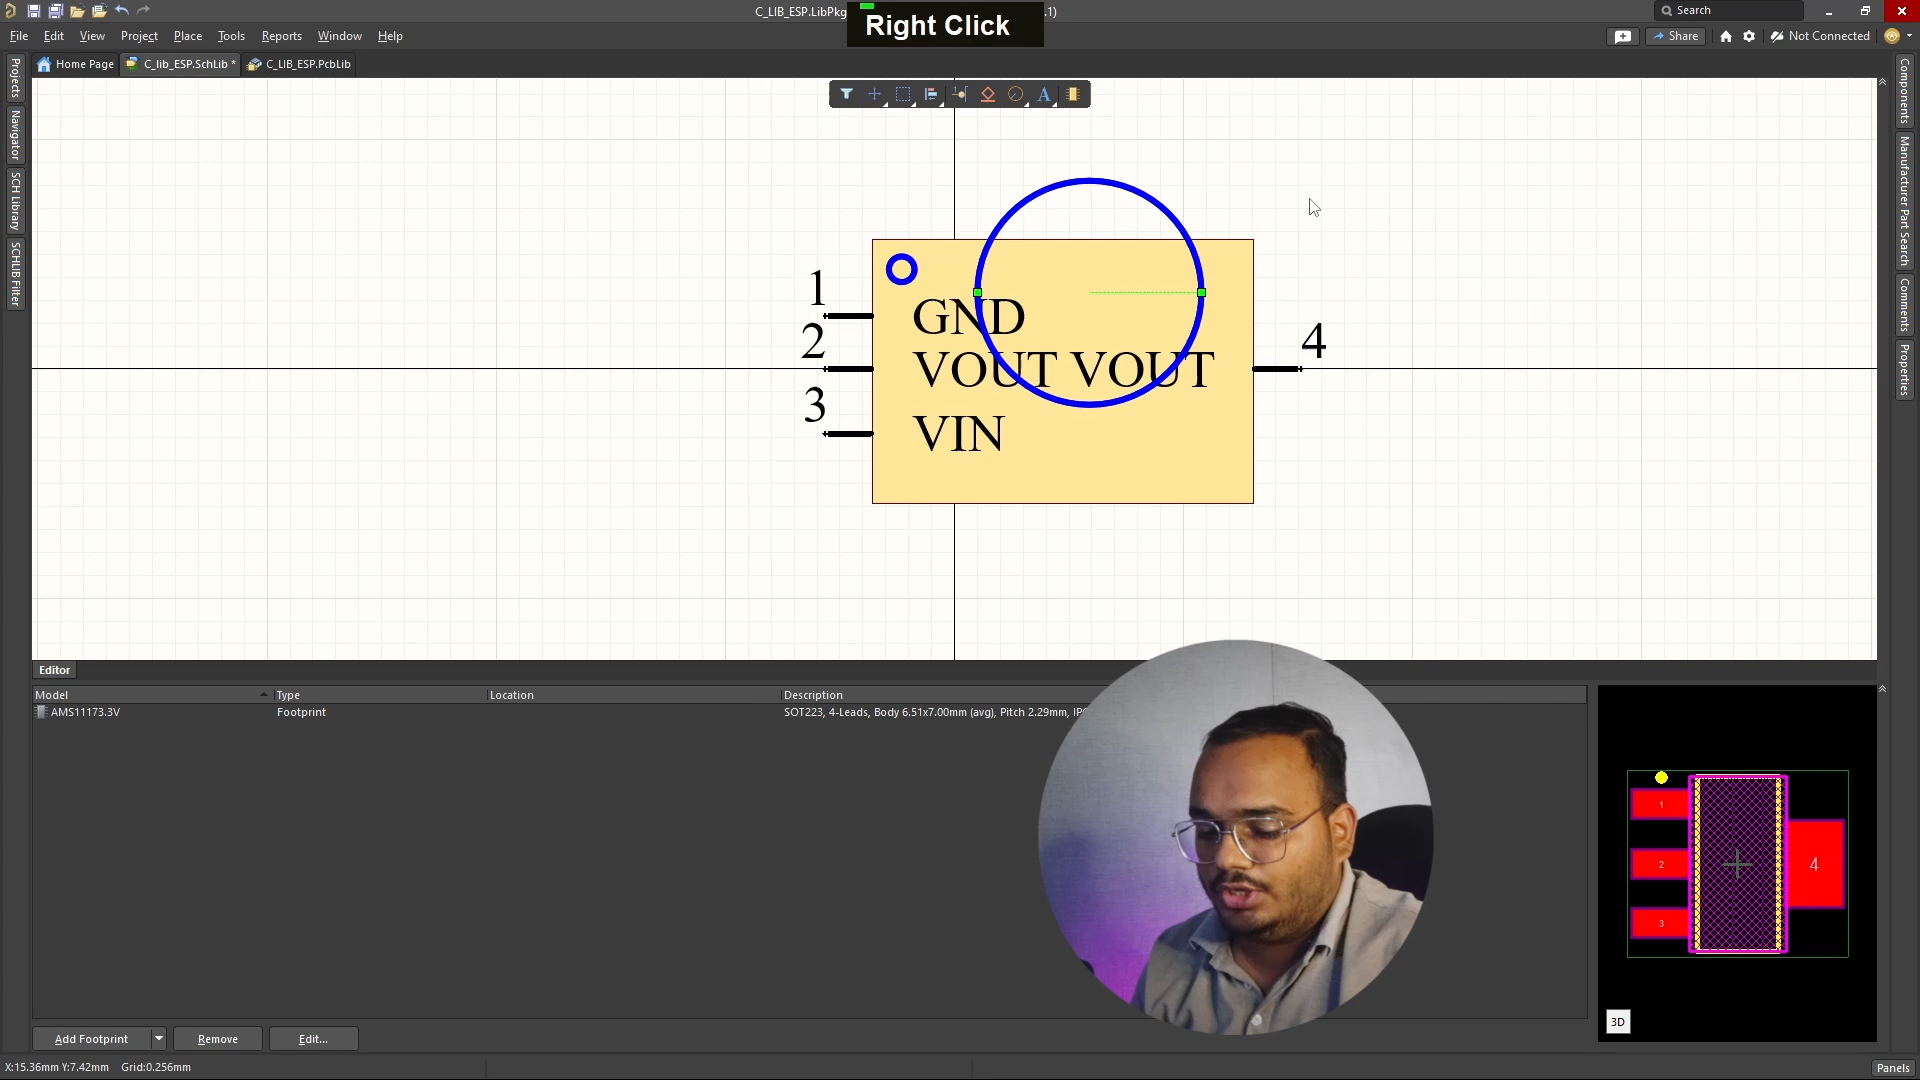 C_LIB_ESP.LibPkg
.1)
Right Click
Search
File Edit View Project Place Tools Reports Window Help
Share
Not Connected
Home Page
C_lib_ESP.SchLib *
C_LIB_ESP.PcbLib
Projects
Navigator
SCH Library
SCHLIB Filter
Components
Manufacturer Part Search
Comments
Properties
A
1
GND
2
VOUT VOUT
4
3
VIN
Editor
Model Type Location Description
AMS11173.3V Footprint SOT223, 4-Leads, Body 6.51x7.00mm (avg), Pitch 2.29mm,
1
2
3
4
3D
Add Footprint Remove Edit...
X:15.36mm Y:7.42mm Grid:0.256mm
Panels